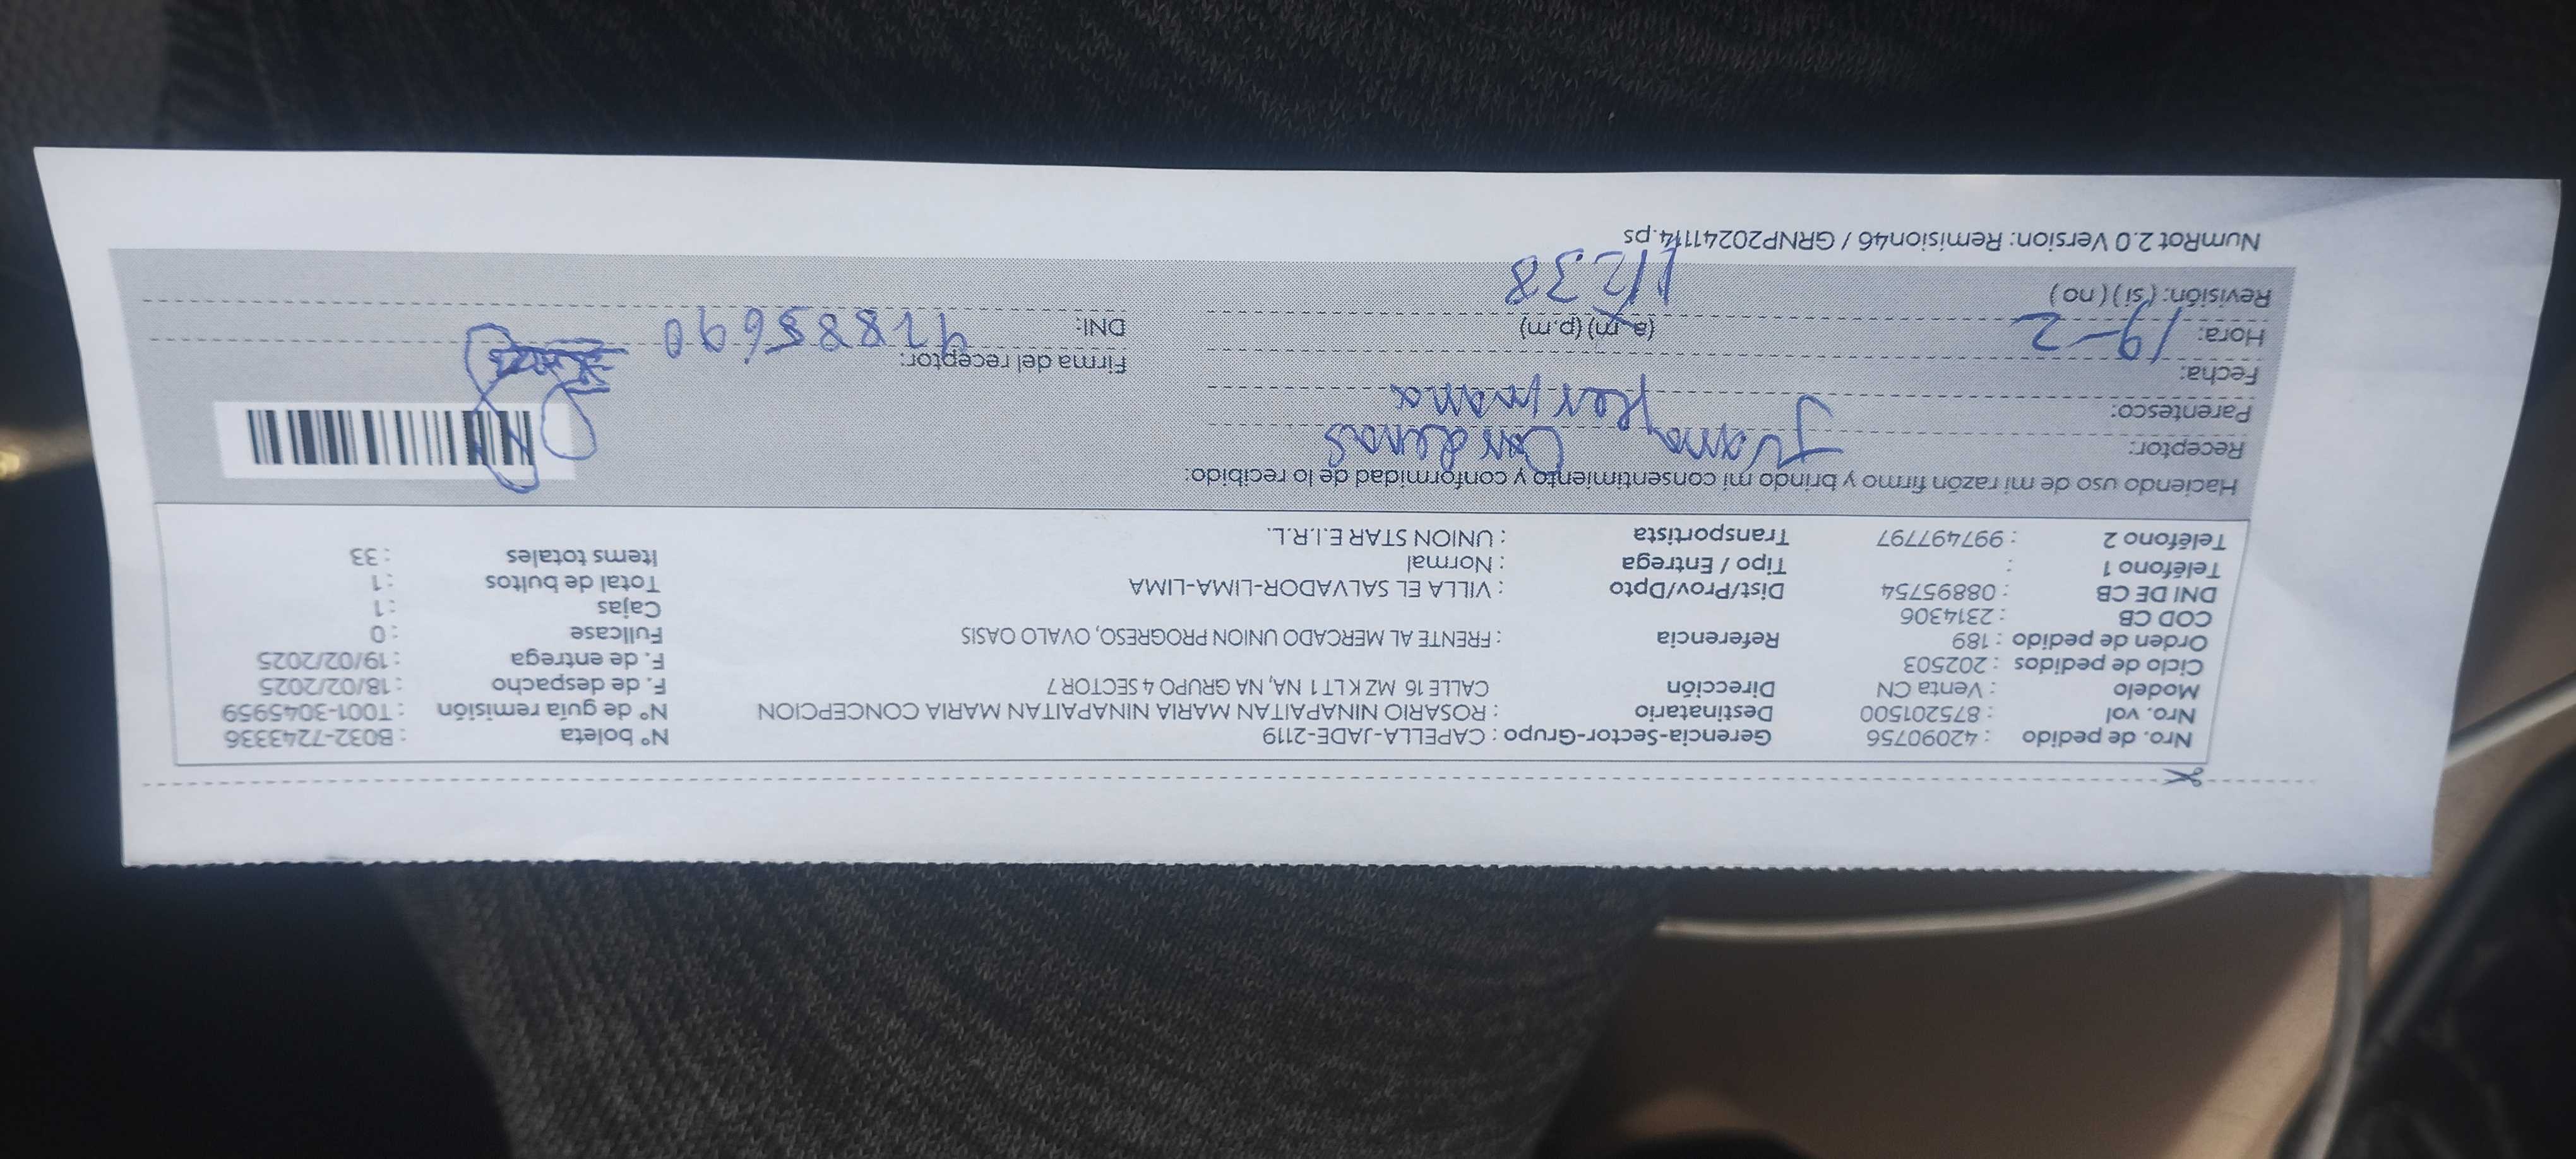 Nro. de pedido : 42090756 Gerencia-Sector-Grupo : CAPELLA-JADE-2119 N° boleta : B032-7243336
Nro. vol : 875201500 Destinatario : ROSARIO NINAPAITAN MARIA NINAPAITAN MARIA CONCEPCION N° de guía remisión : T001-3045959
Modelo : Venta CN Dirección CALLE 16 MZ K LT 1 NA, NA GRUPO 4 SECTOR 7 F. de despacho : 18/02/2025
Ciclo de pedidos : 202503 F. de entrega : 19/02/2025
Orden de pedido : 189 Referencia : FRENTE AL MERCADO UNION PROGRESO, OVALO OASIS Fullcase : 0
COD CB : 2314306 Cajas : 1
DNI DE CB : 08895754 Dist/Prov/Dpto : VILLA EL SALVADOR-LIMA-LIMA Total de bultos : 1
Teléfono 1 : Tipo / Entrega : Normal Items totales : 33
Teléfono 2 : 997497797 Transportista : UNION STAR E.I.R.L.
Haciendo uso de mi razón firmo y brindo mi consentimiento y conformidad de lo recibido:
Receptor: Juana Cardenas
Parentesco: hermana
Fecha: 19-2 Firma del receptor:
Hora: (a.m) (p.m) 12.38 DNI:
Revisión: (si) (no)
NumRot 2.0 Version: Remision46 / GRNP20241114.ps